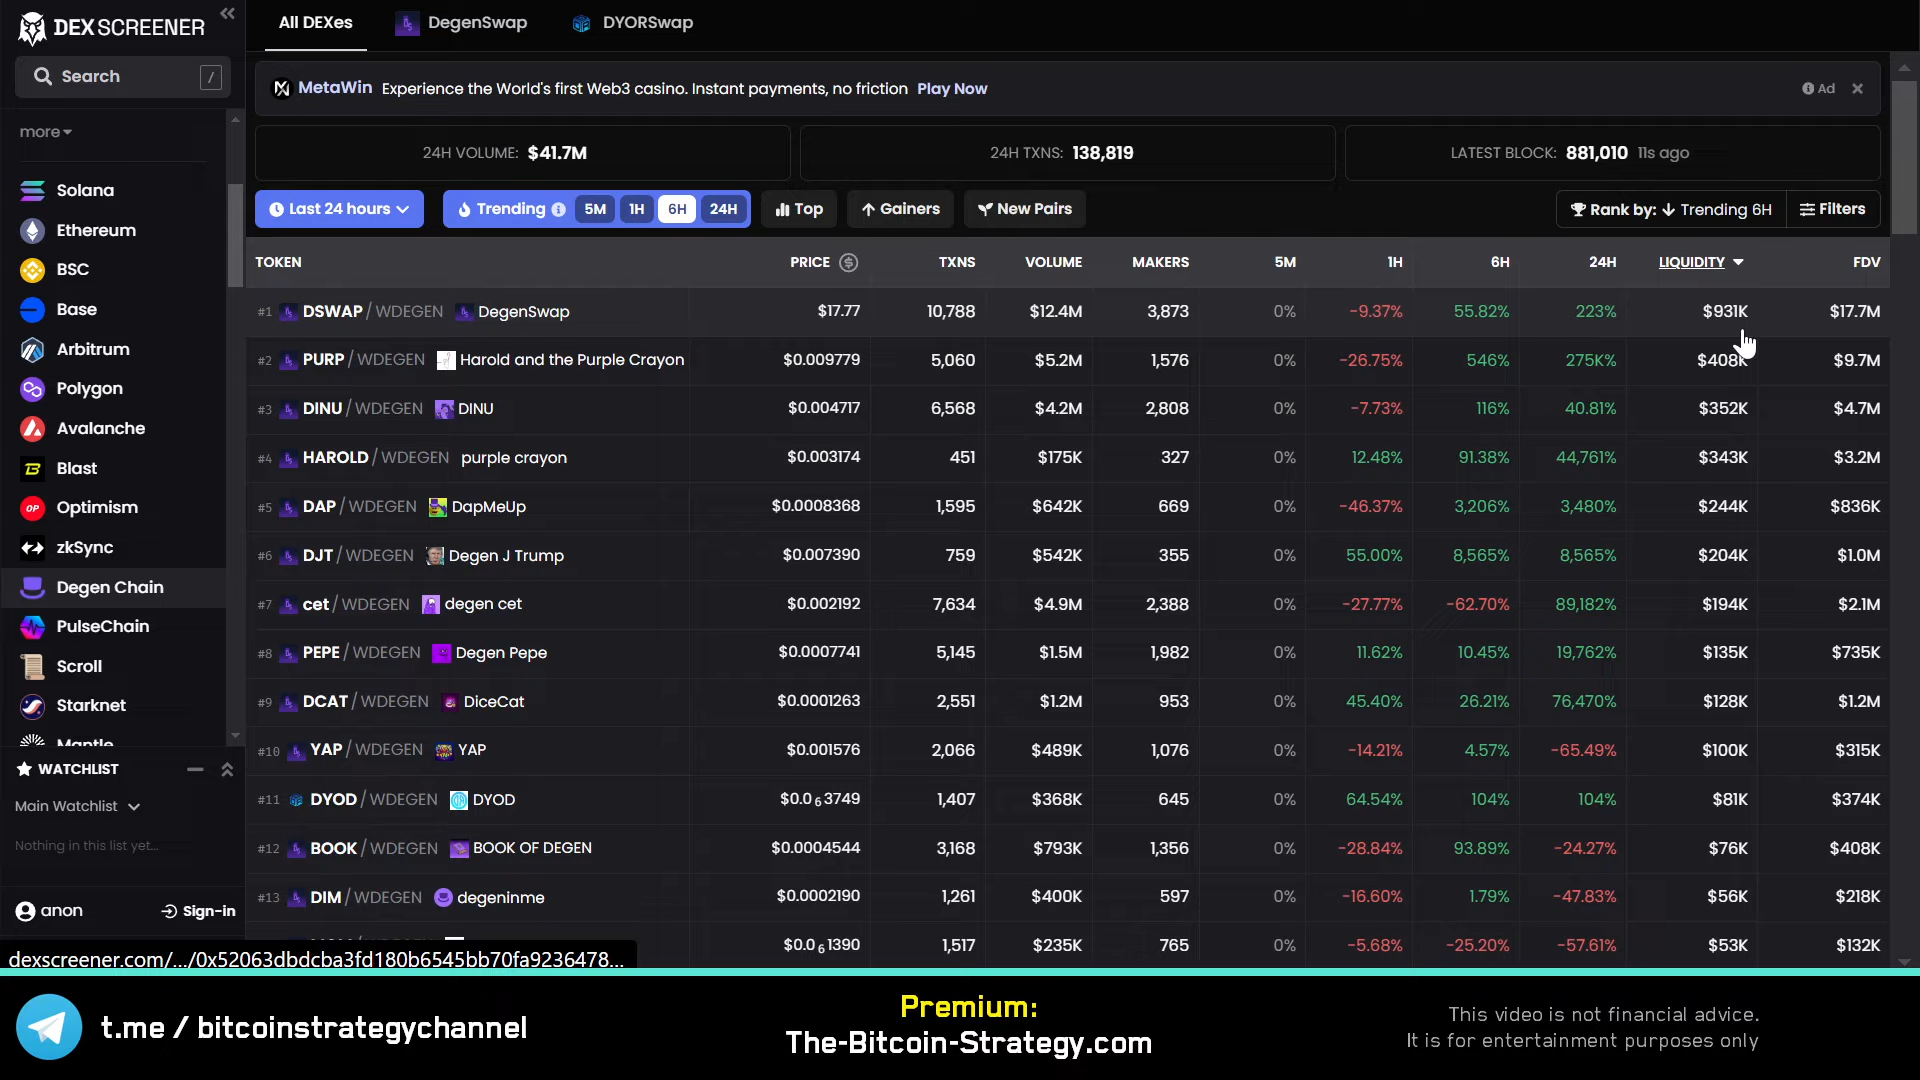 DEX SCREENER
All DEXes DegenSwap DYORSwap
Search /
MetaWin Experience the World's first Web3 casino. Instant payments, no friction Play Now Ad
more
24H VOLUME: $41.7M 24H TXNS: 138,819 LATEST BLOCK: 881,010 11s ago
Last 24 hours Trending 5M 1H 6H 24H Top Gainers New Pairs Rank by: Trending 6H Filters
Solana
Ethereum
BSC
Base
Arbitrum
Polygon
Avalanche
Blast
Optimism
zkSync
Degen Chain
PulseChain
Scroll
Starknet
Mantle
WATCHLIST
Main Watchlist
Nothing in this list yet...
anon Sign-in
TOKEN PRICE TXNS VOLUME MAKERS 5M 1H 6H 24H LIQUIDITY FDV
#1 DSWAP / WDEGEN DegenSwap $17.77 10,788 $12.4M 3,873 0% -9.37% 55.82% 223% $931K $17.7M
#2 PURP / WDEGEN Harold and the Purple Crayon $0.009779 5,060 $5.2M 1,576 0% -26.75% 546% 275K% $408K $9.7M
#3 DINU / WDEGEN DINU $0.004717 6,568 $4.2M 2,808 0% -7.73% 116% 40.81% $352K $4.7M
#4 HAROLD / WDEGEN purple crayon $0.003174 451 $175K 327 0% 12.48% 91.38% 44,761% $343K $3.2M
#5 DAP / WDEGEN DapMeUp $0.0008368 1,595 $642K 669 0% -46.37% 3,206% 3,480% $244K $836K
#6 DJT / WDEGEN Degen J Trump $0.007390 759 $542K 355 0% 55.00% 8,565% 8,565% $204K $1.0M
#7 cet / WDEGEN degen cet $0.002192 7,634 $4.9M 2,388 0% -27.77% -62.70% 89,182% $194K $2.1M
#8 PEPE / WDEGEN Degen Pepe $0.0007741 5,145 $1.5M 1,982 0% 11.62% 10.45% 19,762% $135K $735K
#9 DCAT / WDEGEN DiceCat $0.0001263 2,551 $1.2M 953 0% 45.40% 26.21% 76,470% $128K $1.2M
#10 YAP / WDEGEN YAP $0.001576 2,066 $489K 1,076 0% -14.21% 4.57% -65.49% $100K $315K
#11 DYOD / WDEGEN DYOD $0.0₆3749 1,407 $368K 645 0% 64.54% 104% 104% $81K $374K
#12 BOOK / WDEGEN BOOK OF DEGEN $0.0004544 3,168 $793K 1,356 0% -28.84% 93.89% -24.27% $76K $408K
#13 DIM / WDEGEN degeninme $0.0002190 1,261 $400K 597 0% -16.60% 1.79% -47.83% $56K $218K
$0.0₆1390 1,517 $235K 765 0% -5.68% -25.20% -57.61% $53K $132K
dexscreener.com/.../0x52063dbdcba3fd180b6545bb70fa9236478...
t.me / bitcoinstrategychannel
Premium:
The-Bitcoin-Strategy.com
This video is not financial advice.
It is for entertainment purposes only